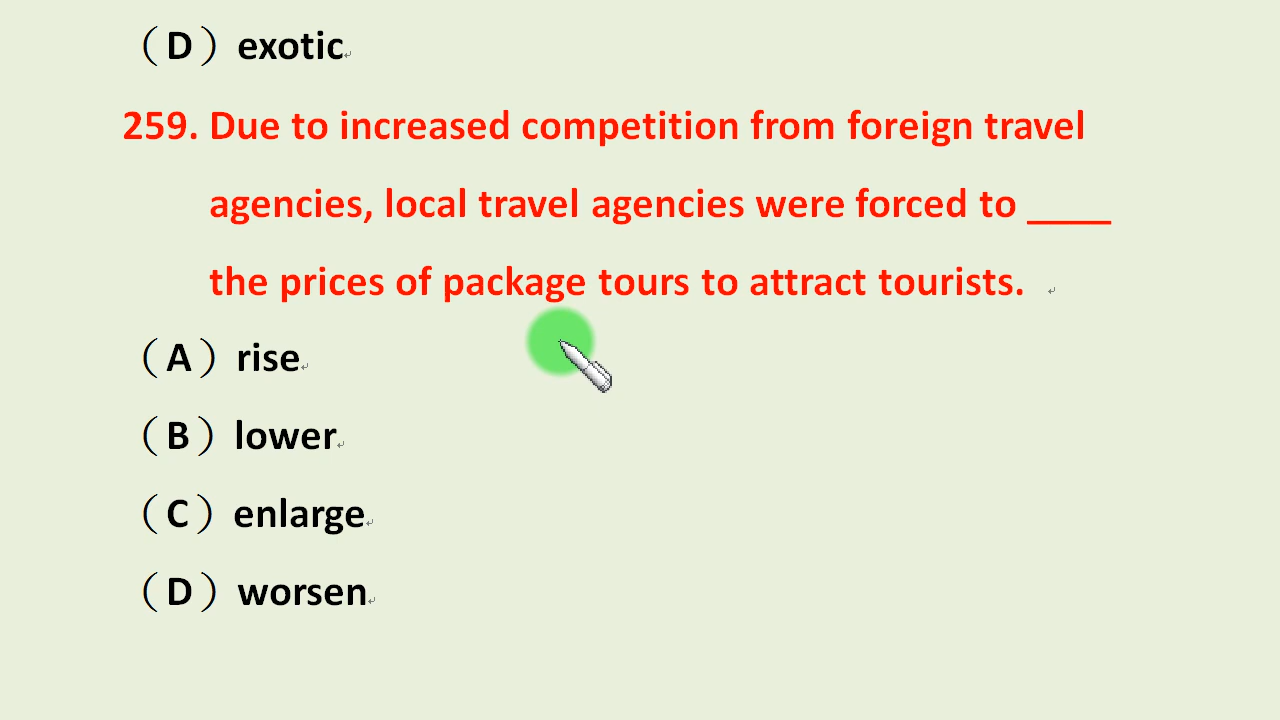 （D）exotic
259. Due to increased competition from foreign travel
agencies, local travel agencies were forced to ____
the prices of package tours to attract tourists.
（A）rise
（B）lower
（C）enlarge
（D）worsen